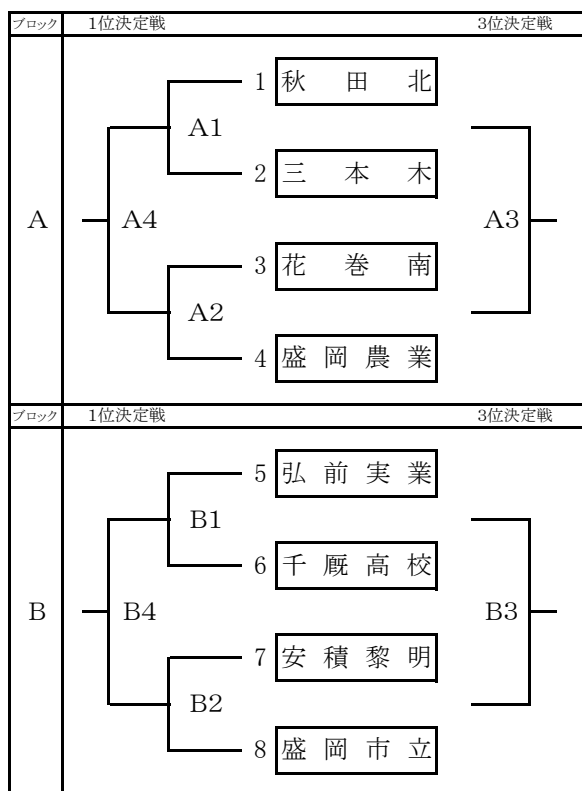 ブロック 1位決定戦 3位決定戦
1 秋田北
A1
2 三本木
A A4 A3
3 花巻南
A2
4 盛岡農業
ブロック 1位決定戦 3位決定戦
5 弘前実業
B1
6 千厩高校
B B4 B3
7 安積黎明
B2
8 盛岡市立